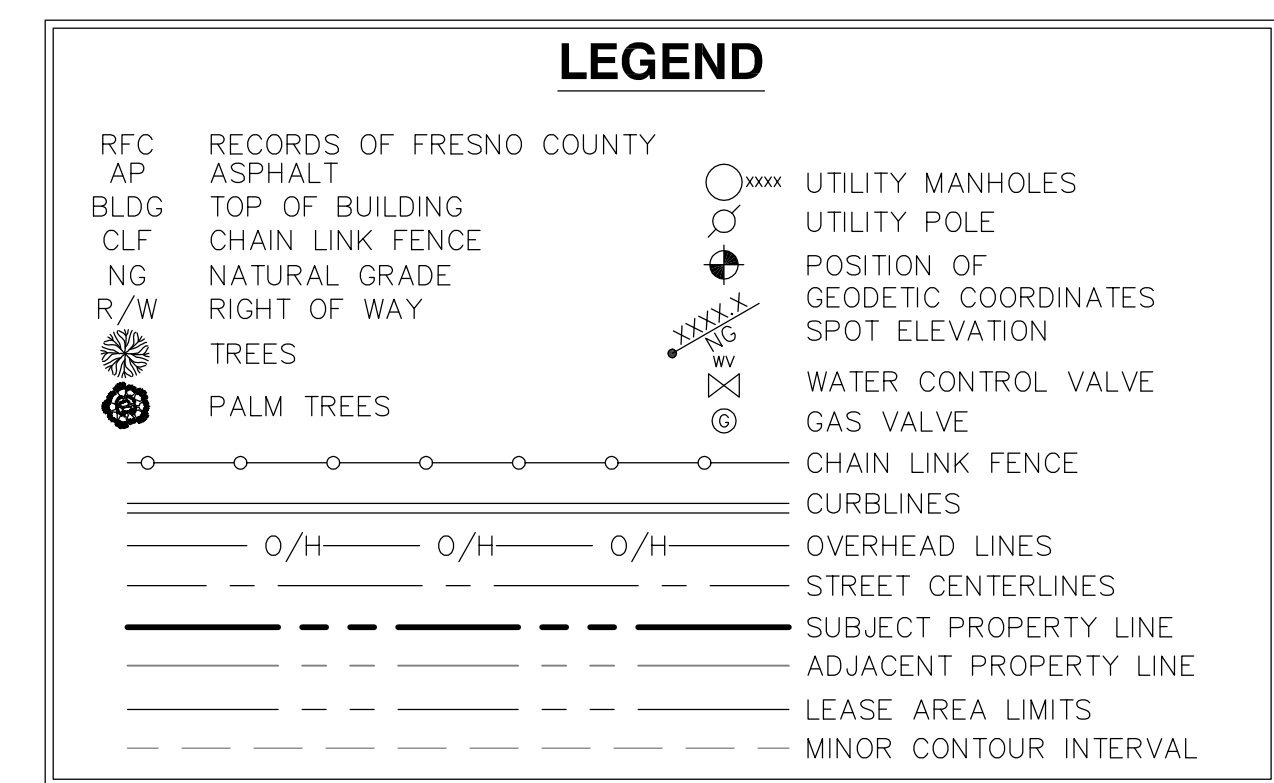 LEGEND
RFC RECORDS OF FRESNO COUNTY
AP ASPHALT
BLDG TOP OF BUILDING
CLF CHAIN LINK FENCE
NG NATURAL GRADE
R/W RIGHT OF WAY
TREES
PALM TREES
XXXX UTILITY MANHOLES
UTILITY POLE
POSITION OF
GEODETIC COORDINATES
XXXX.X
NG
SPOT ELEVATION
WV
WATER CONTROL VALVE
G GAS VALVE
CHAIN LINK FENCE
CURBLINES
O/H O/H O/H OVERHEAD LINES
STREET CENTERLINES
SUBJECT PROPERTY LINE
ADJACENT PROPERTY LINE
LEASE AREA LIMITS
MINOR CONTOUR INTERVAL